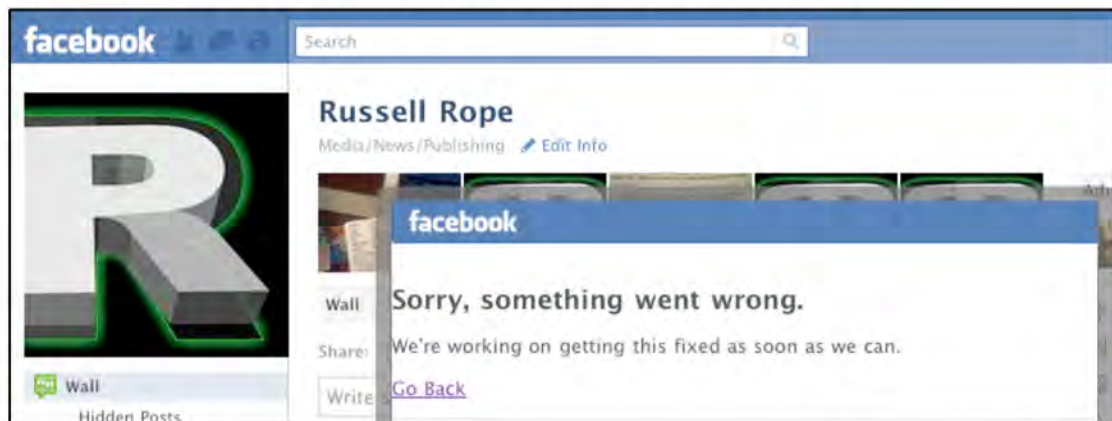 facebook
Search
Russell Rope
Media/News/Publishing Edit Info
facebook
Sorry, something went wrong.
Wall
We're working on getting this fixed as soon as we can.
Share:
Go Back
Write
Wall
Hidden Posts